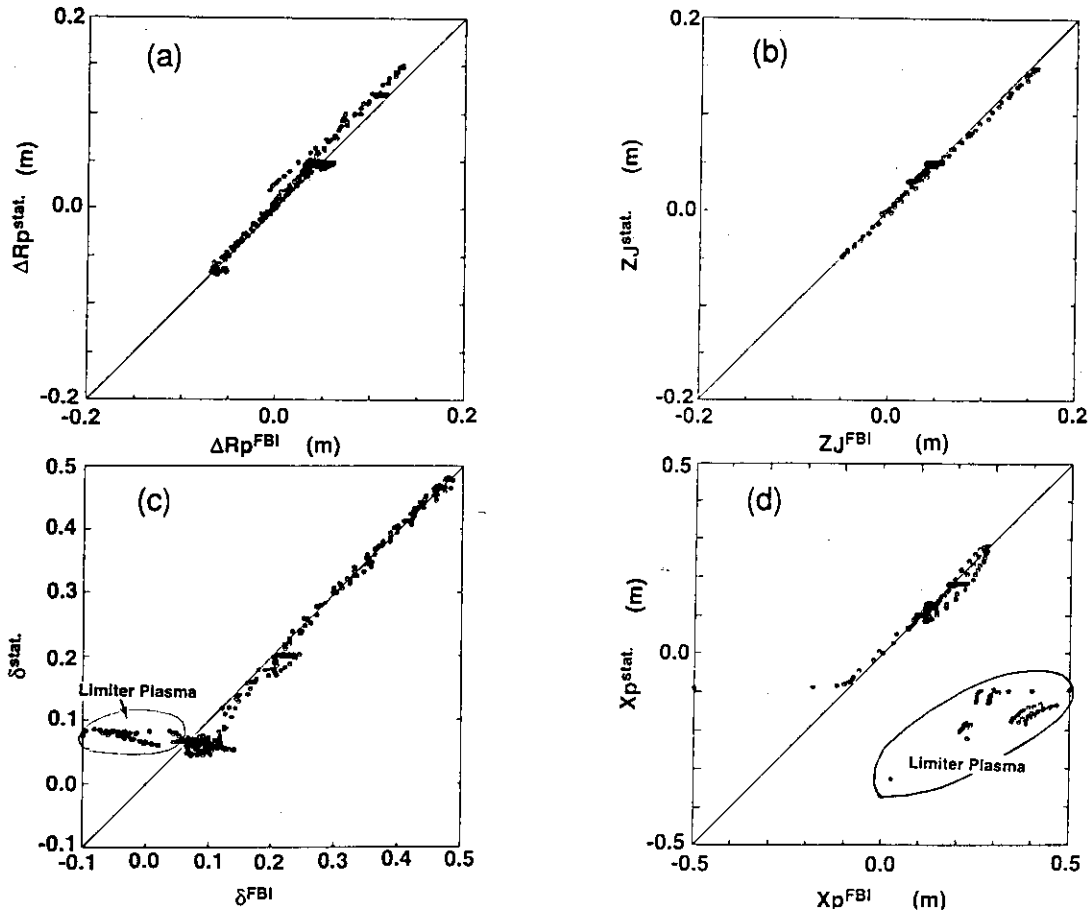 (a)
0.2
0.0
-0.2
ΔRp^stat. (m)
-0.2 0.0 0.2
ΔRp^FBI (m)
(b)
0.2
0.0
-0.2
ZJ^stat. (m)
-0.2 0.0 0.2
ZJ^FBI (m)
(c)
0.5
0.4
0.3
0.2
0.1
0.0
-0.1
δ^stat.
Limiter Plasma
-0.1 0.0 0.1 0.2 0.3 0.4 0.5
δ^FBI
(d)
0.5
0.0
-0.5
Xp^stat. (m)
Limiter Plasma
-0.5 0.0 0.5
Xp^FBI (m)